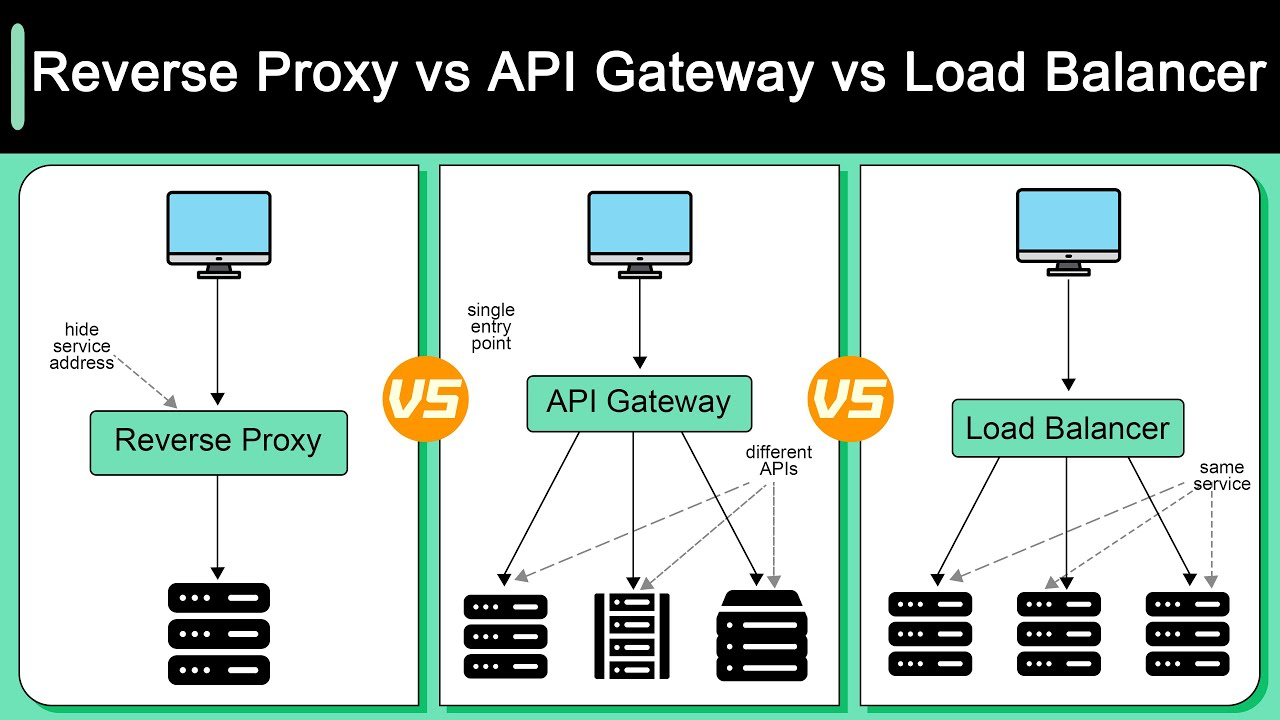 Reverse Proxy vs API Gateway vs Load Balancer
hide
service
address
Reverse Proxy
VS
single
entry
point
API Gateway
different
APIs
VS
Load Balancer
same
service